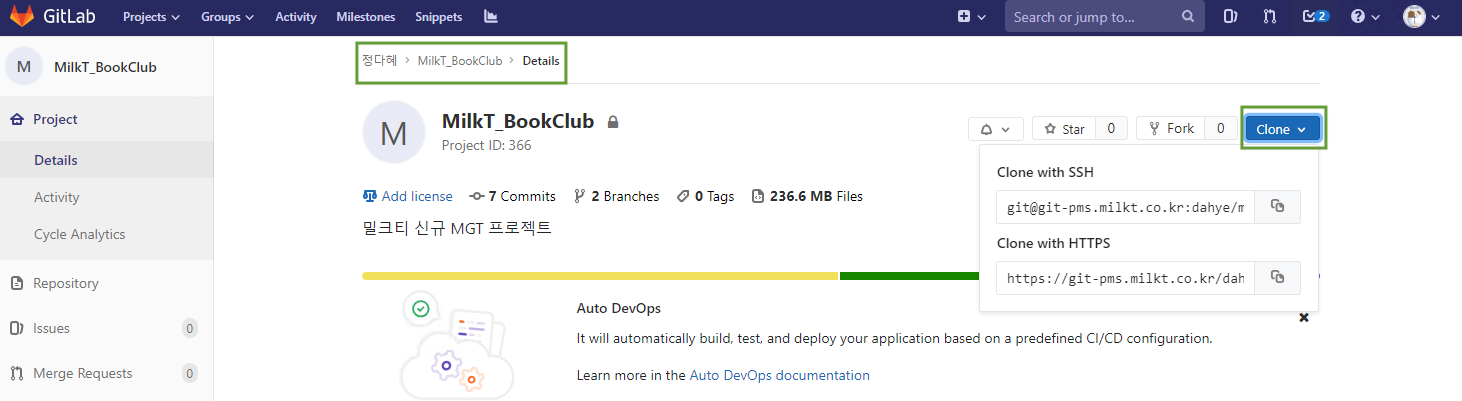 GitLab Projects Groups Activity Milestones Snippets Search or jump to... 2
M MilkT_BookClub
Project
Details
Activity
Cycle Analytics
Repository
Issues 0
Merge Requests 0
정다혜 > MilkT_BookClub > Details
M
MilkT_BookClub
Project ID: 366
Star 0 Fork 0 Clone
Add license 7 Commits 2 Branches 0 Tags 236.6 MB Files
밀크티 신규 MGT 프로젝트
Clone with SSH
git@git-pms.milkt.co.kr:dahye/m
Clone with HTTPS
https://git-pms.milkt.co.kr/dah
Auto DevOps
It will automatically build, test, and deploy your application based on a predefined CI/CD configuration.
Learn more in the Auto DevOps documentation